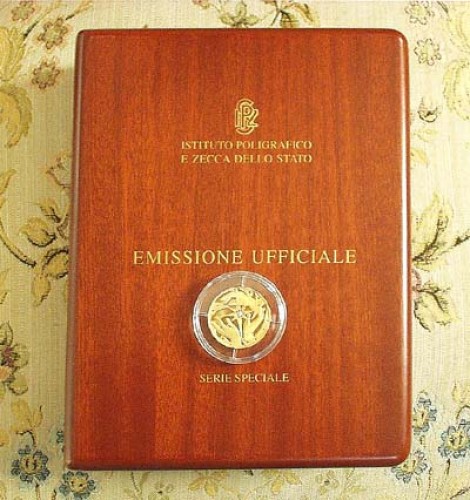 IPZS
ISTITUTO POLIGRAFICO
E ZECCA DELLO STATO
EMISSIONE UFFICIALE
SERIE SPECIALE